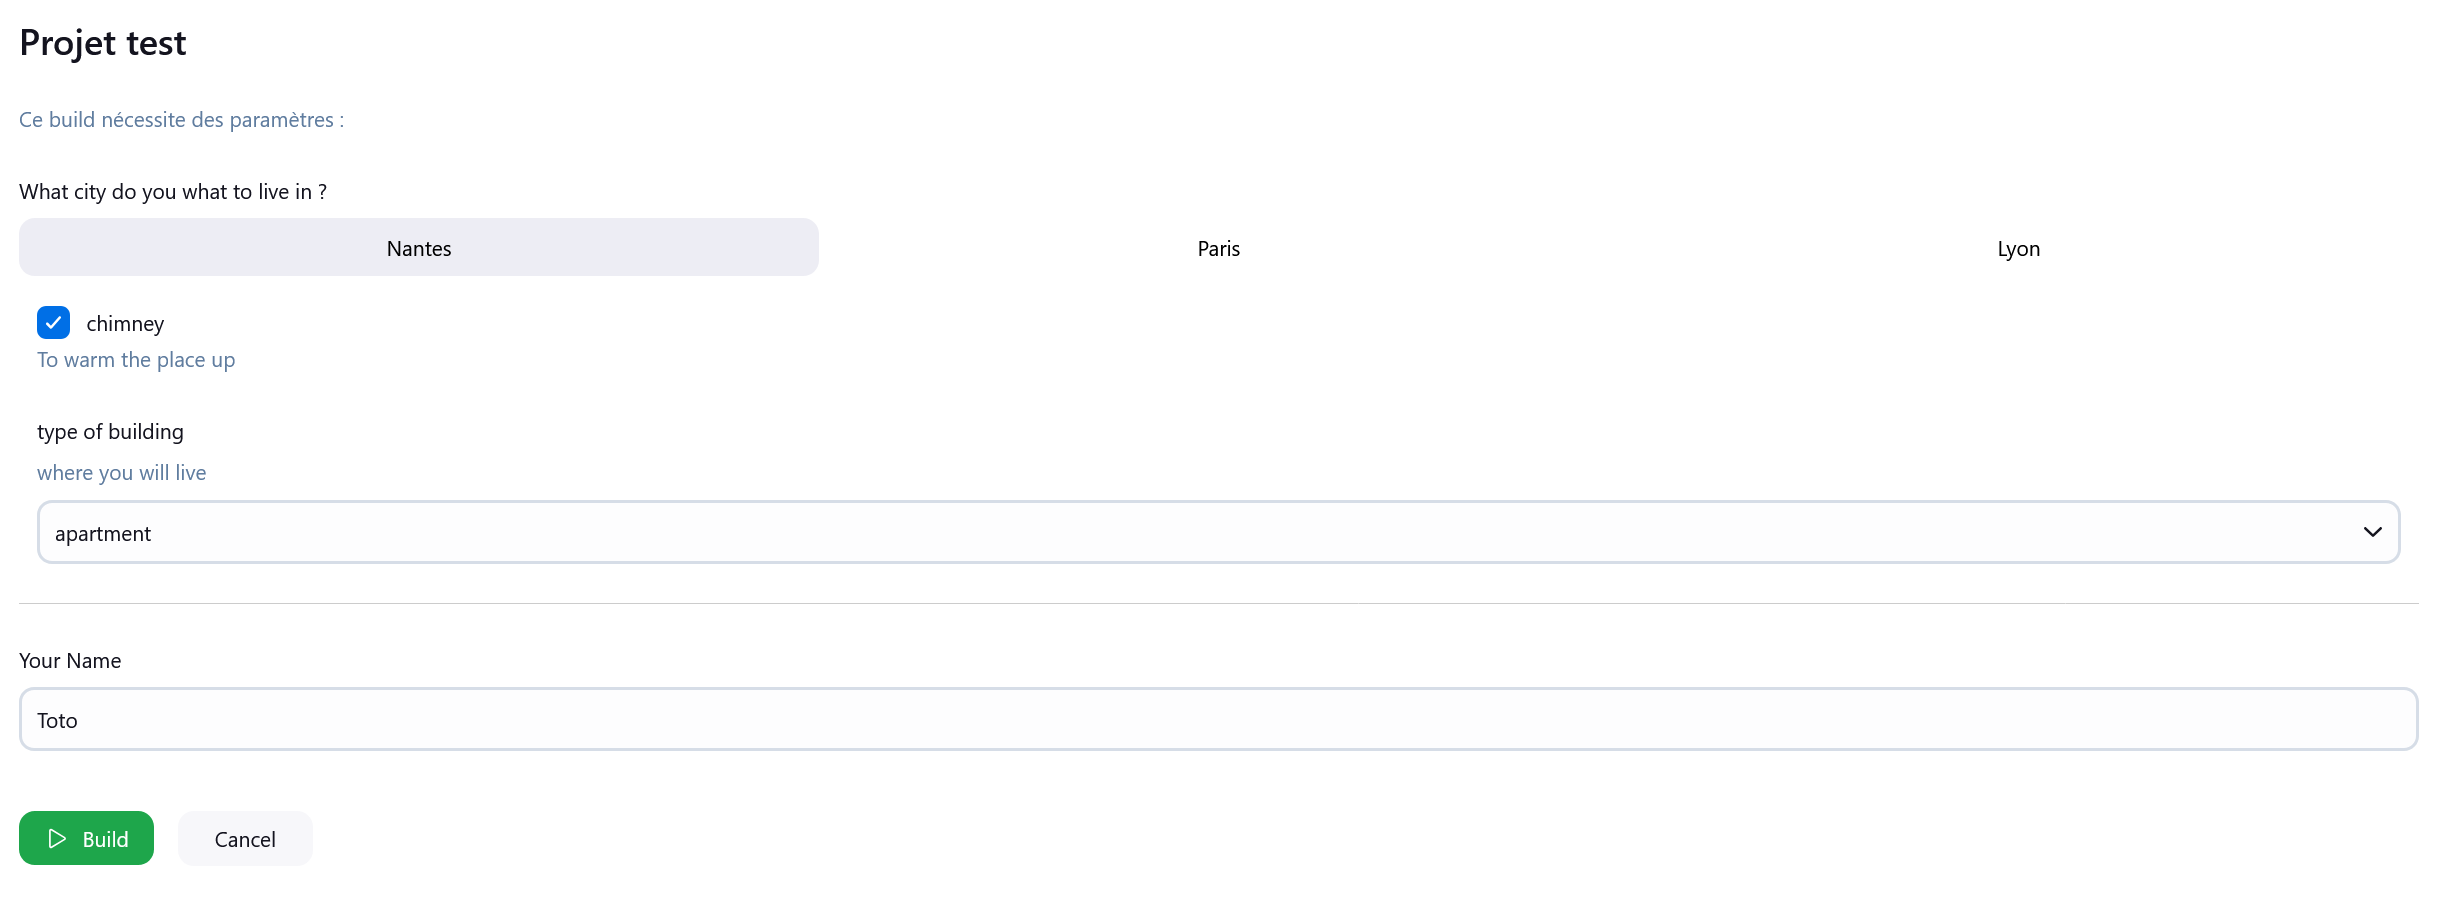 Projet test
Ce build nécessite des paramètres :
What city do you what to live in ?
Nantes Paris Lyon
chimney
To warm the place up
type of building
where you will live
apartment
Your Name
Toto
Build Cancel